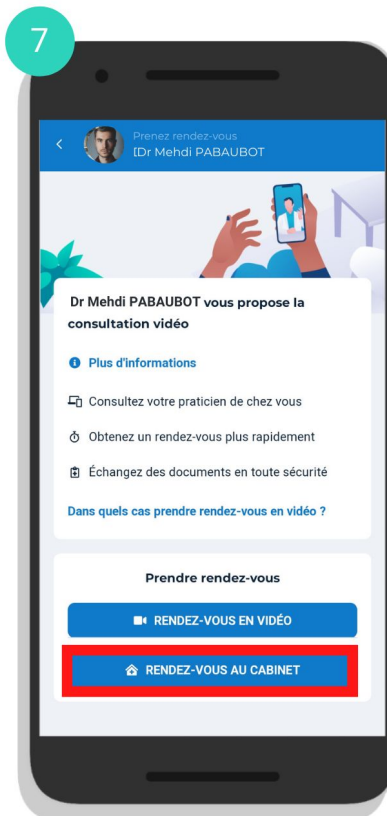 7
Prenez rendez-vous
[Dr Mehdi PABAUBOT
Dr Mehdi PABAUBOT vous propose la
consultation vidéo
Plus d'informations
Consultez votre praticien de chez vous
Obtenez un rendez-vous plus rapidement
Échangez des documents en toute sécurité
Dans quels cas prendre rendez-vous en vidéo ?
Prendre rendez-vous
RENDEZ-VOUS EN VIDÉO
RENDEZ-VOUS AU CABINET